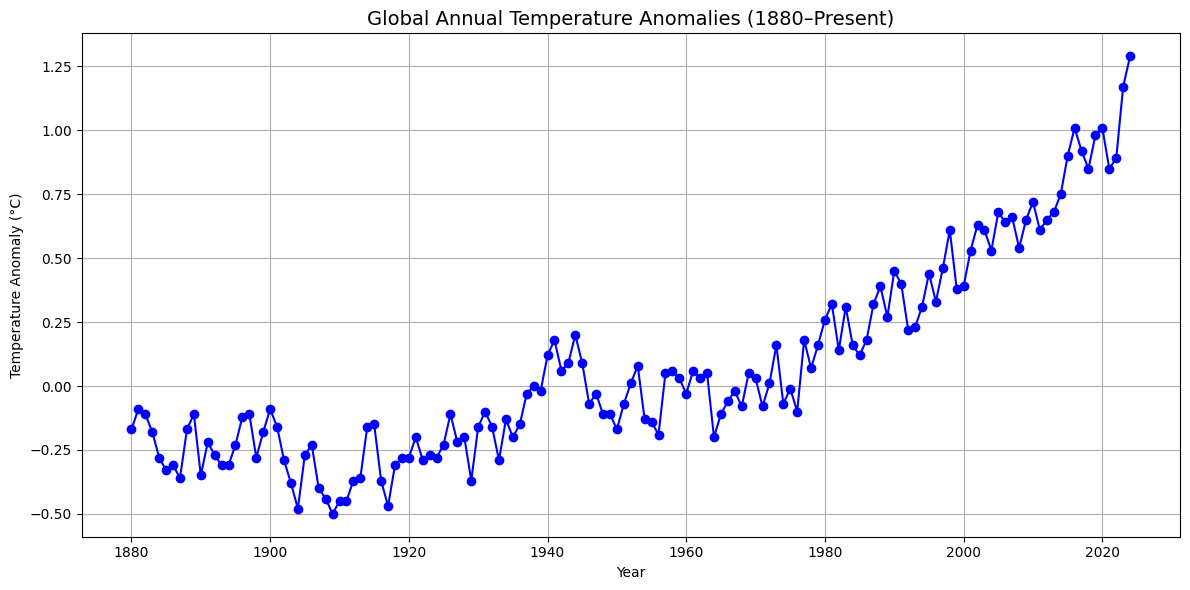 Global Annual Temperature Anomalies (1880–Present)
Temperature Anomaly (°C)
1.25
1.00
0.75
0.50
0.25
0.00
−0.25
−0.50
1880 1900 1920 1940 1960 1980 2000 2020
Year